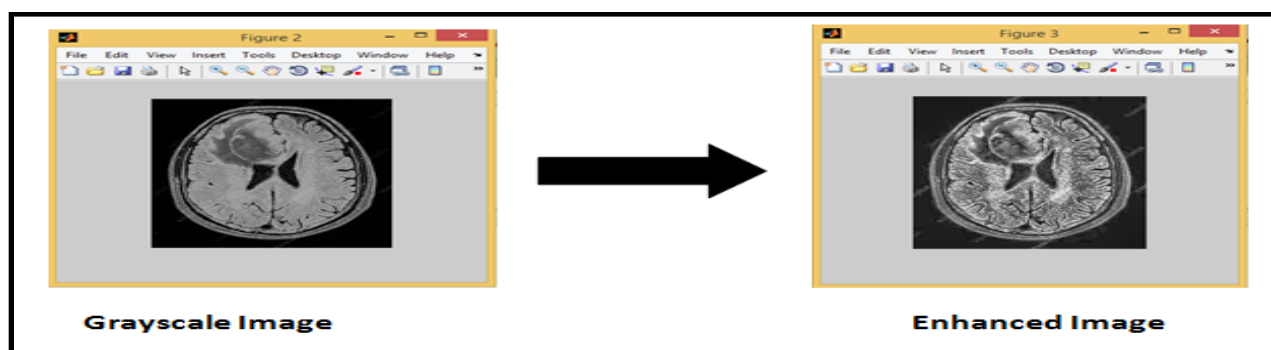 Figure 2
File Edit View Insert Tools Desktop Window Help
Figure 3
File Edit View Insert Tools Desktop Window Help
Grayscale Image
Enhanced Image